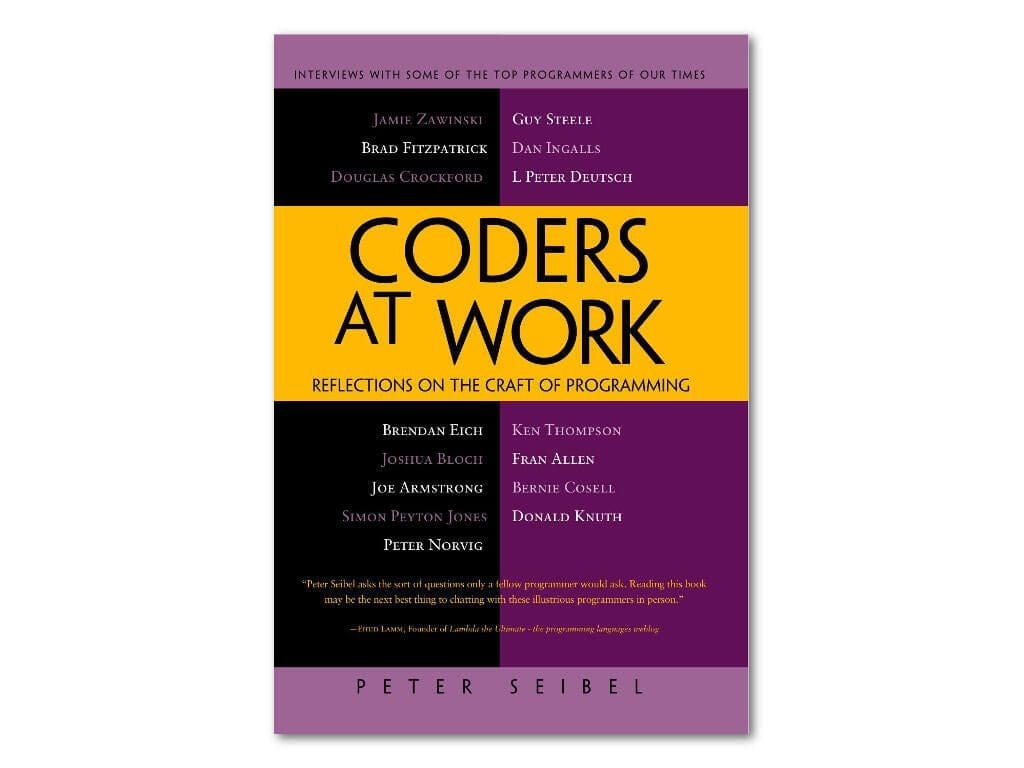 INTERVIEWS WITH SOME OF THE TOP PROGRAMMERS OF OUR TIMES
JAMIE ZAWINSKI
BRAD FITZPATRICK
DOUGLAS CROCKFORD
GUY STEELE
DAN INGALLS
L PETER DEUTSCH
CODERS
AT WORK
REFLECTIONS ON THE CRAFT OF PROGRAMMING
BRENDAN EICH
JOSHUA BLOCH
JOE ARMSTRONG
SIMON PEYTON JONES
PETER NORVIG
KEN THOMPSON
FRAN ALLEN
BERNIE COSELL
DONALD KNUTH
“Peter Seibel asks the sort of questions only a fellow programmer would ask. Reading this book
may be the next best thing to chatting with these illustrious programmers in person.”
—EHUD LAMM, Founder of Lambda the Ultimate - the programming languages weblog
PETER SEIBEL